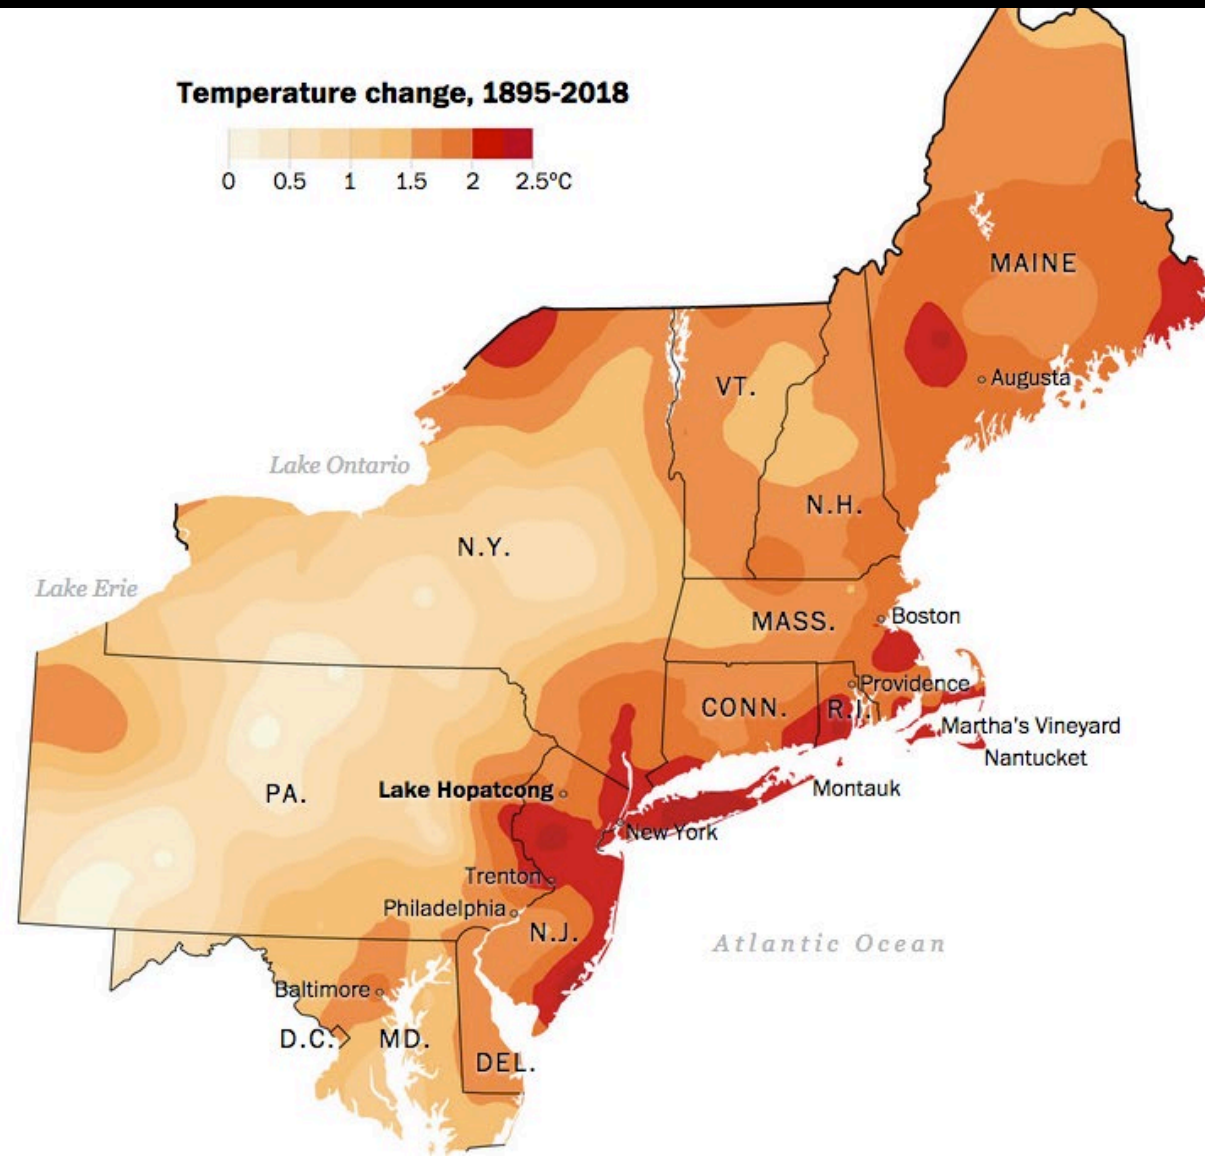 Temperature change, 1895-2018
0 0.5 1 1.5 2 2.5°C
MAINE
Augusta
VT.
Lake Ontario
N.H.
N.Y.
Lake Erie
MASS.
Boston
Providence
CONN.
R.I.
Martha's Vineyard
Nantucket
PA.
Lake Hopatcong
Montauk
New York
Trenton
Philadelphia
N.J.
Atlantic Ocean
Baltimore
D.C.
MD.
DEL.